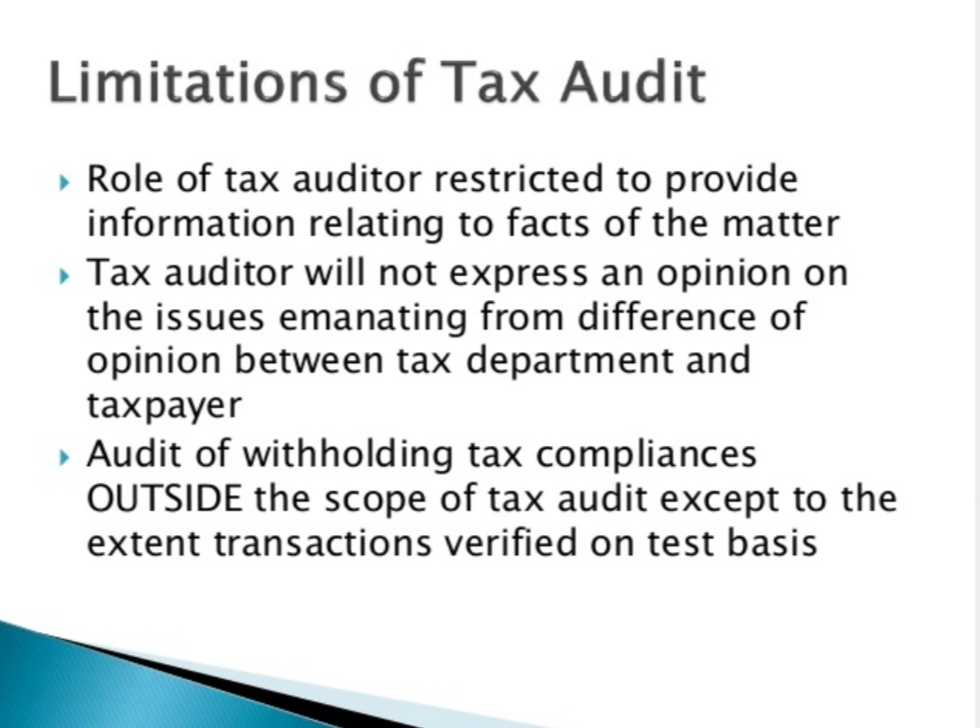 Limitations of Tax Audit
Role of tax auditor restricted to provide
information relating to facts of the matter
Tax auditor will not express an opinion on
the issues emanating from difference of
opinion between tax department and
taxpayer
Audit of withholding tax compliances
OUTSIDE the scope of tax audit except to the
extent transactions verified on test basis